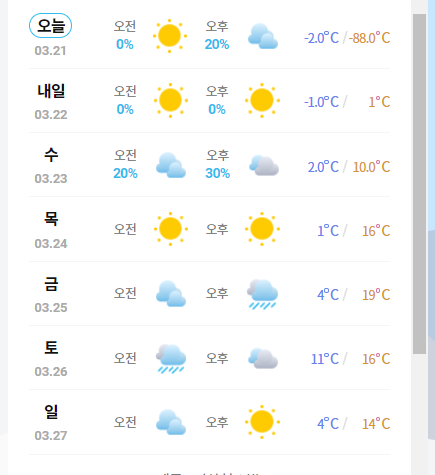 오늘 오전 오후
0% 20% -2.0°C / -88.0°C
03.21
내일 오전 오후
0% 0% -1.0°C / 1°C
03.22
수 오전 오후
20% 30% 2.0°C / 10.0°C
03.23
목 오전 오후 1°C / 16°C
03.24
금 오전 오후 4°C / 19°C
03.25
토 오전 오후 11°C / 16°C
03.26
일 오전 오후 4°C / 14°C
03.27